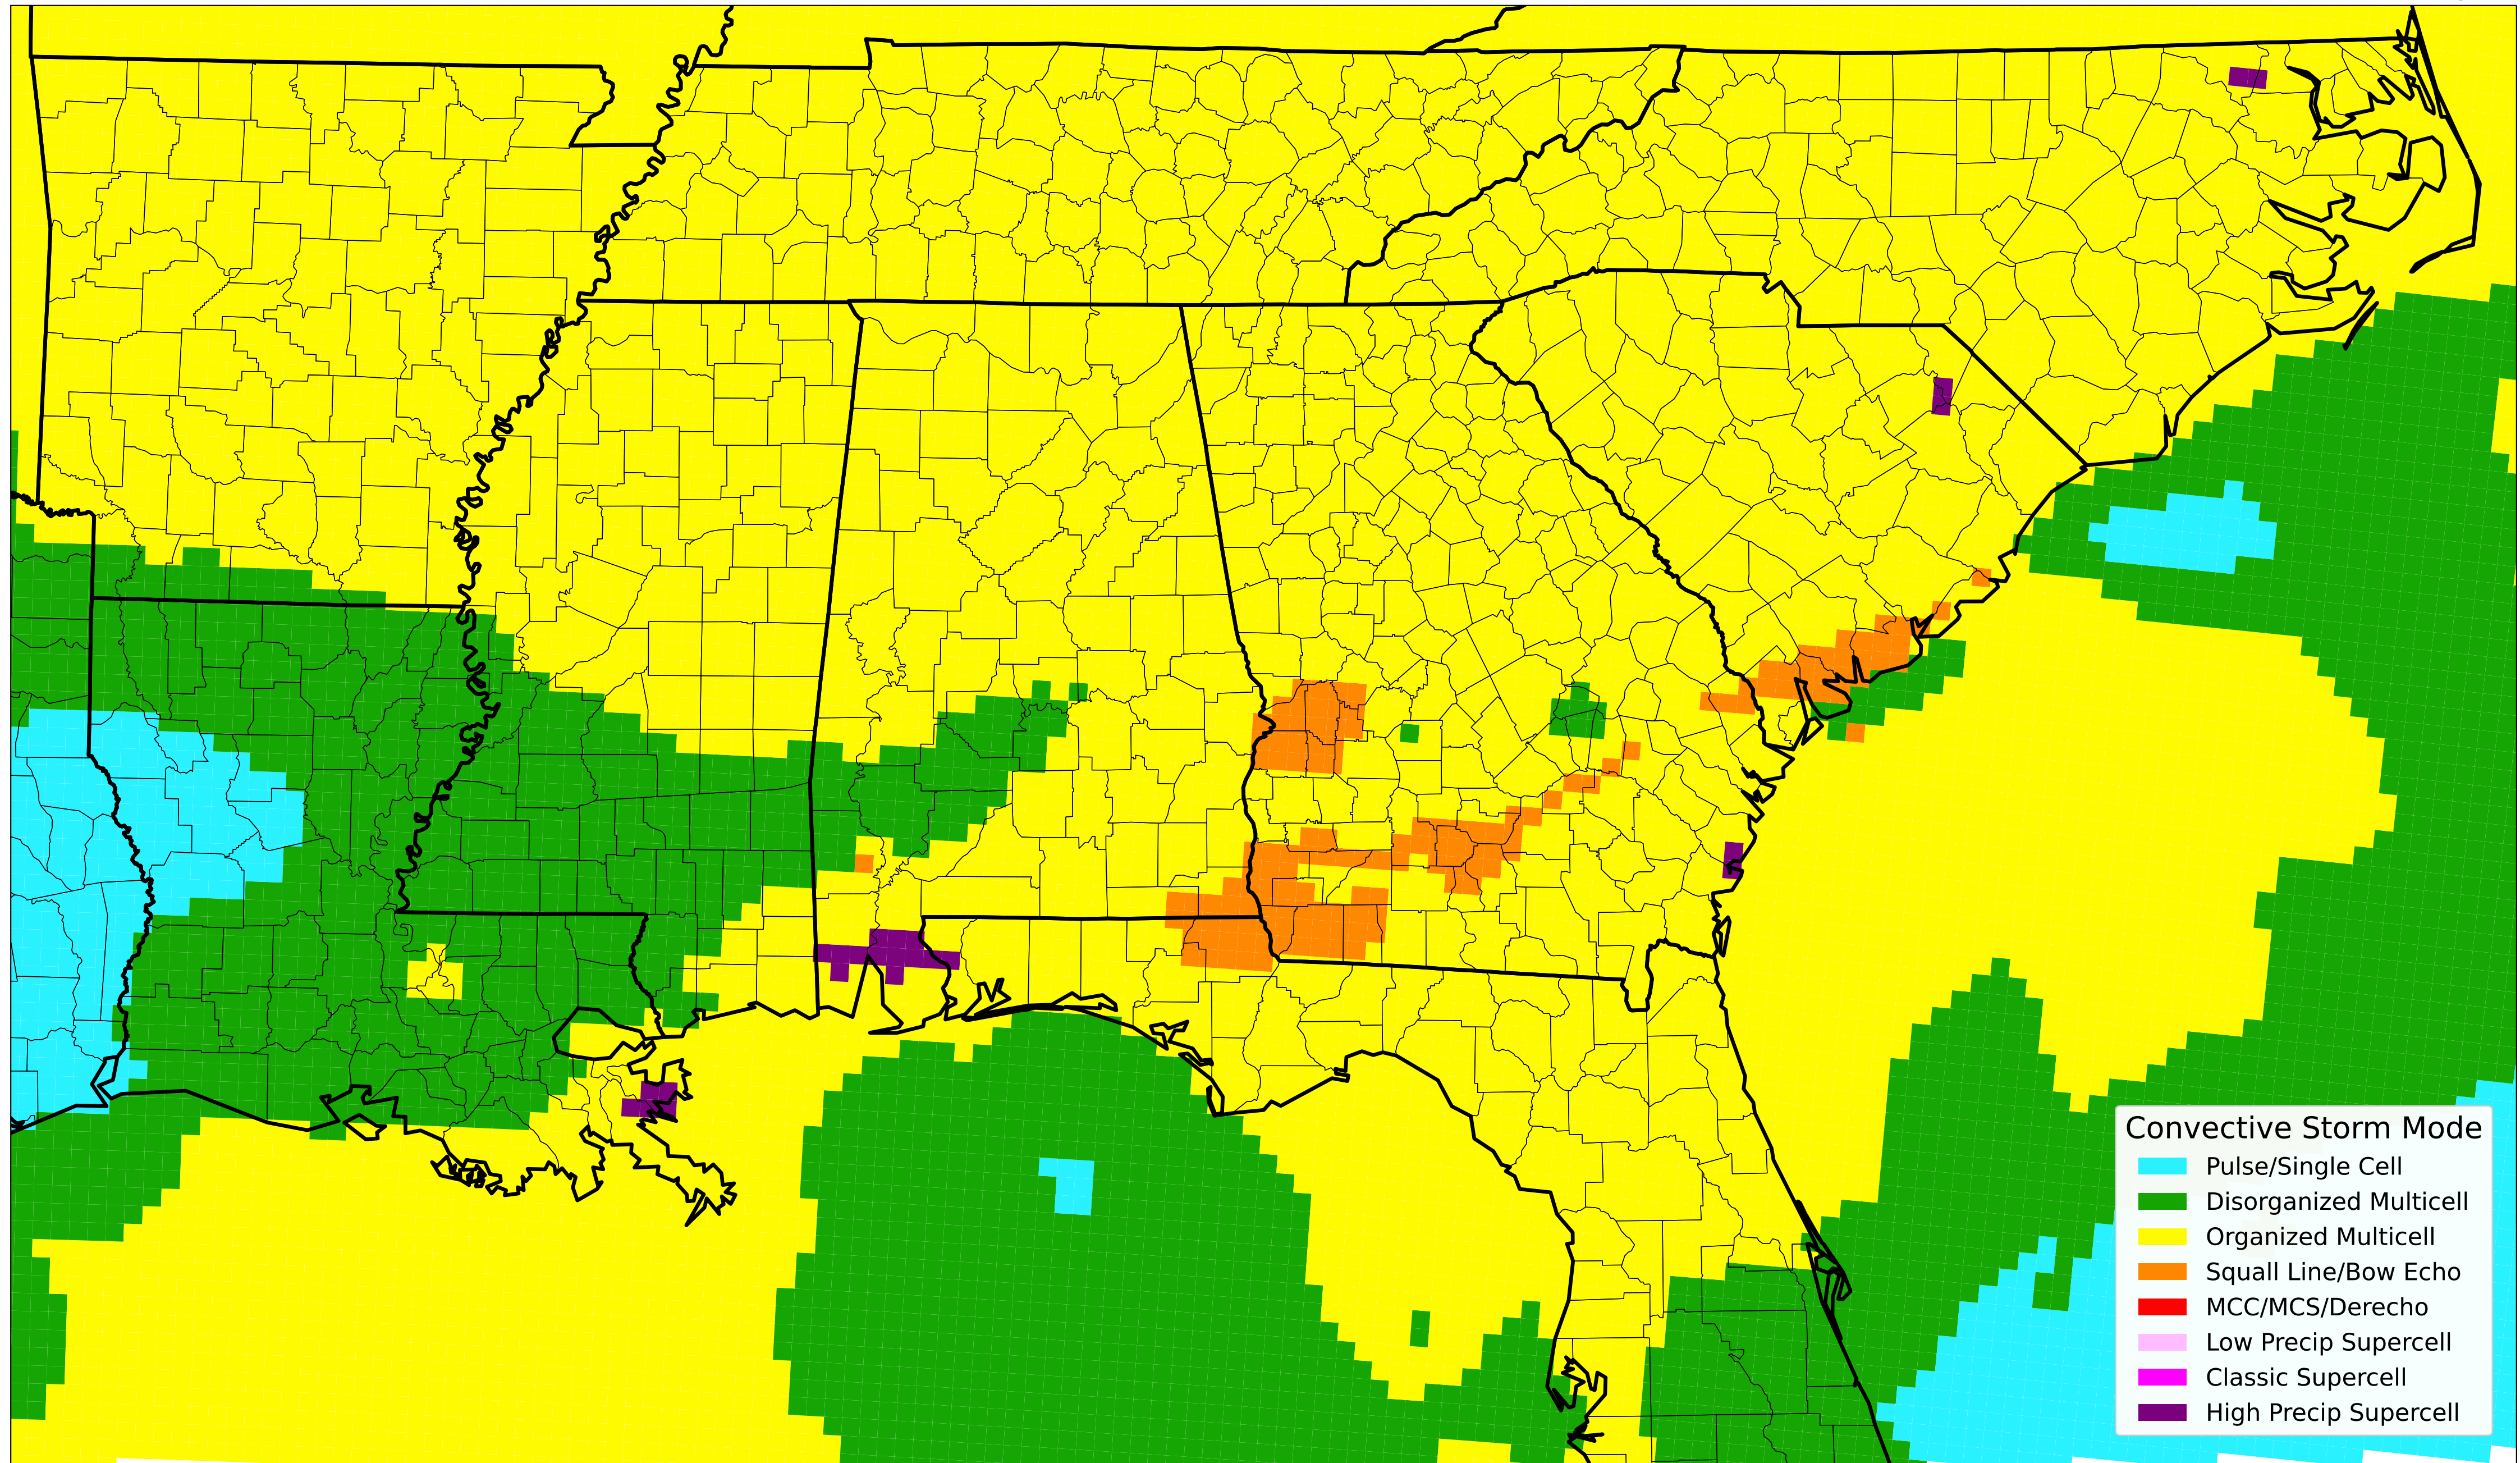 Convective Storm Mode
Pulse/Single Cell
Disorganized Multicell
Organized Multicell
Squall Line/Bow Echo
MCC/MCS/Derecho
Low Precip Supercell
Classic Supercell
High Precip Supercell